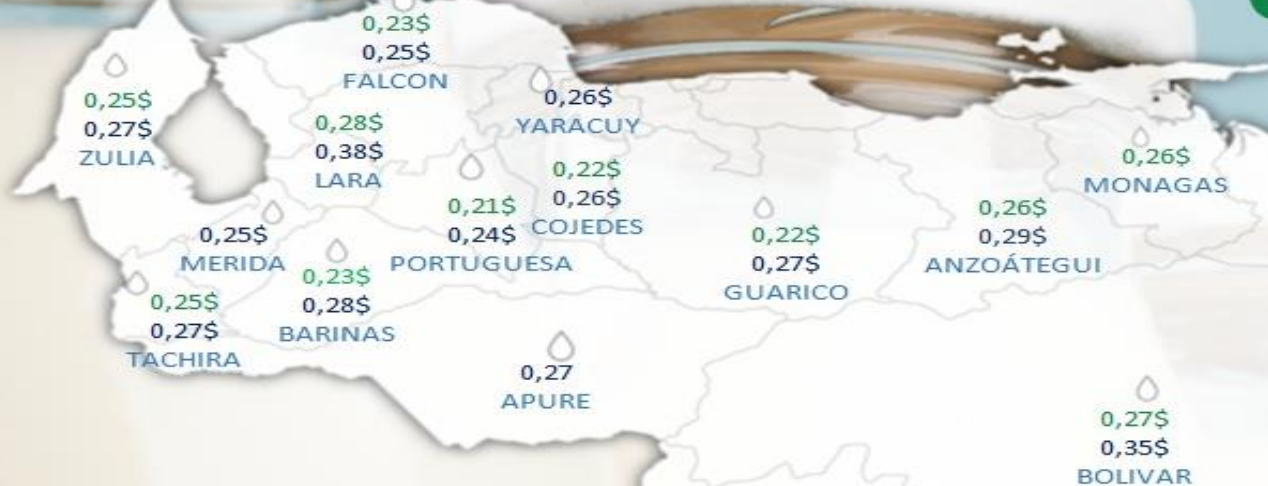 0,23$
0,25$
FALCON
0,25$
0,27$
ZULIA
0,28$
0,38$
LARA
0,26$
YARACUY
0,22$
0,26$
COJEDES
0,26$
MONAGAS
0,25$
MERIDA
0,21$
0,24$
PORTUGUESA
0,22$
0,27$
GUARICO
0,26$
0,29$
ANZOÁTEGUI
0,25$
0,27$
TACHIRA
0,23$
0,28$
BARINAS
0,27
APURE
0,27$
0,35$
BOLIVAR